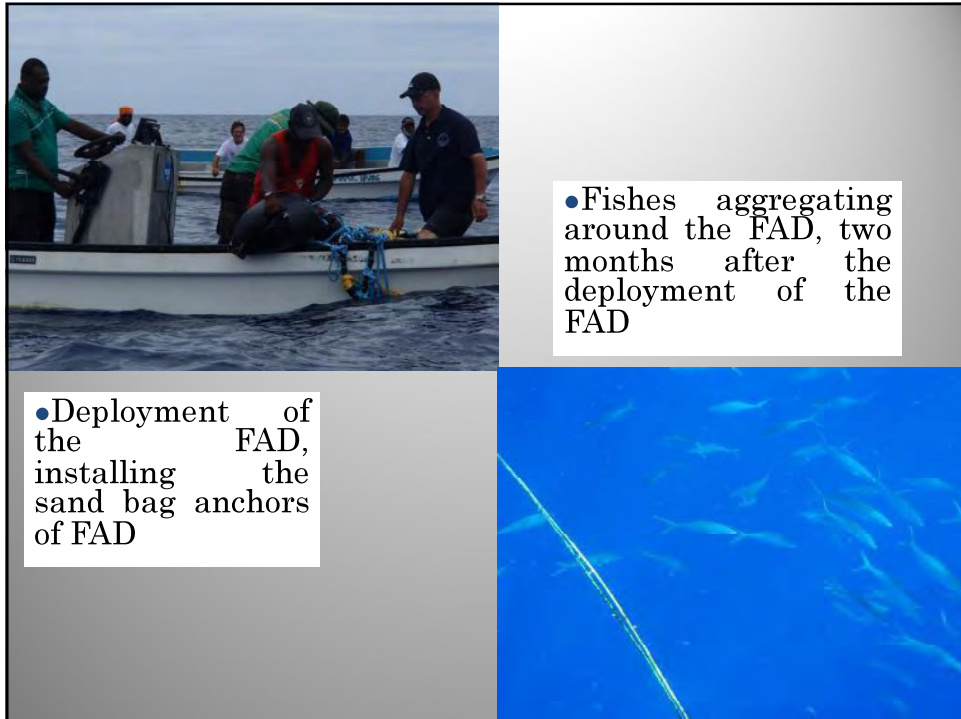 ●Fishes aggregating
around the FAD, two
months after the
deployment of the
FAD
●Deployment of
the FAD,
installing the
sand bag anchors
of FAD